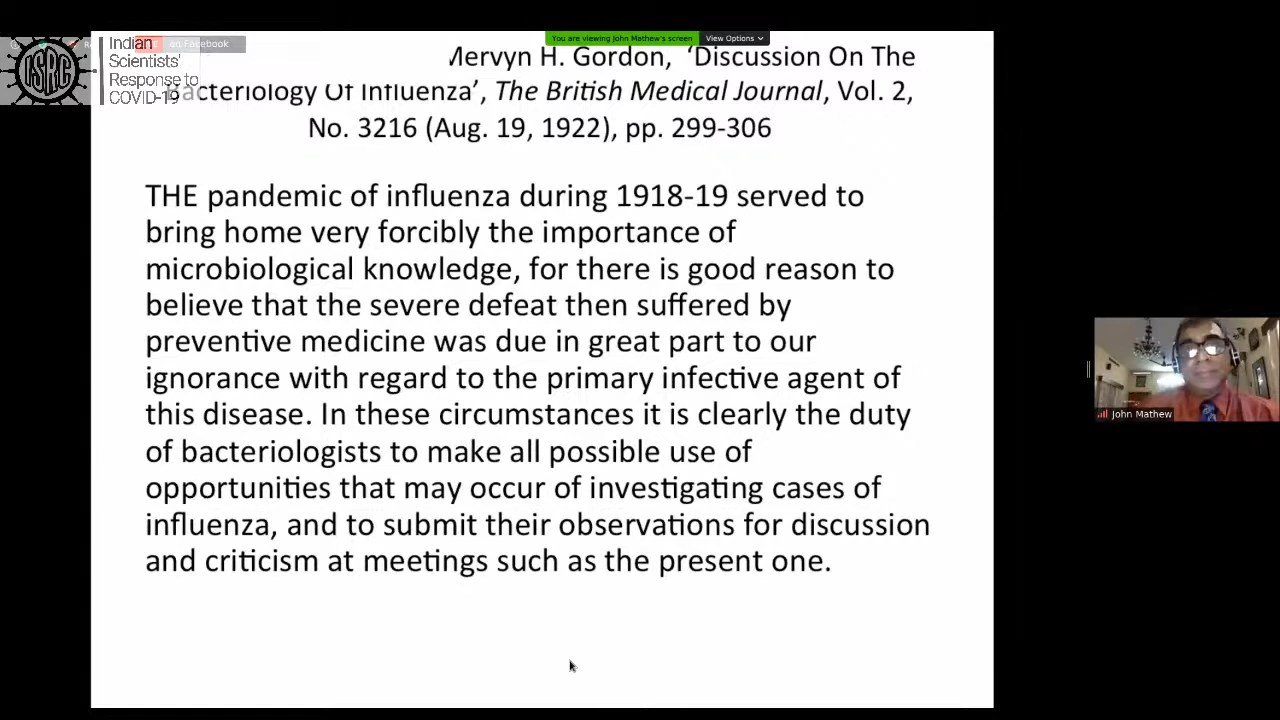 You are viewing John Mathew's screen View Options
Indian
Scientists'
Response to
COVID-19
ISRC
on Facebook
Mervyn H. Gordon, ‘Discussion On The
Bacteriology Of Influenza’, The British Medical Journal, Vol. 2,
No. 3216 (Aug. 19, 1922), pp. 299-306
THE pandemic of influenza during 1918-19 served to
bring home very forcibly the importance of
microbiological knowledge, for there is good reason to
believe that the severe defeat then suffered by
preventive medicine was due in great part to our
ignorance with regard to the primary infective agent of
this disease. In these circumstances it is clearly the duty
of bacteriologists to make all possible use of
opportunities that may occur of investigating cases of
influenza, and to submit their observations for discussion
and criticism at meetings such as the present one.
John Mathew